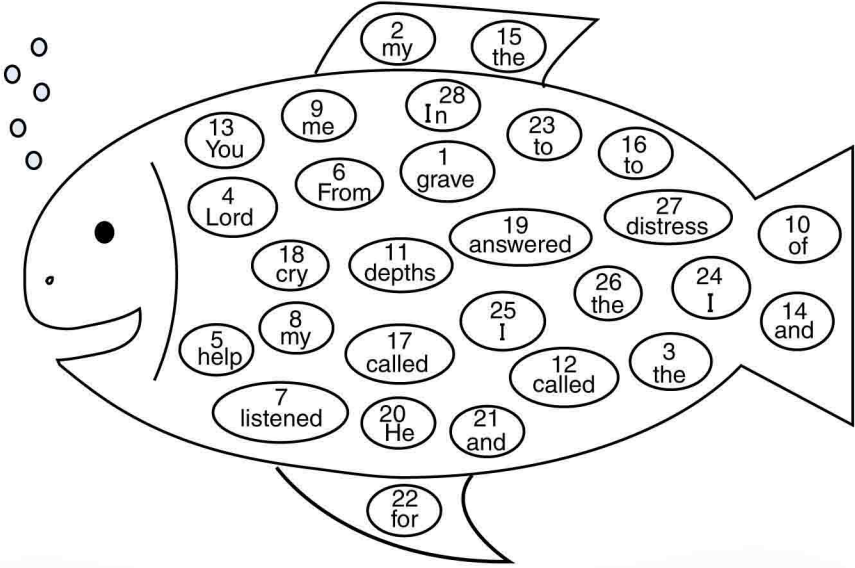 2
my
15
the
28
In
9
me
13
You
23
to
16
to
1
grave
6
From
4
Lord
27
distress
10
of
19
answered
18
cry
11
depths
26
the
24
I
14
and
25
I
8
my
5
help
17
called
3
the
12
called
7
listened
20
He
21
and
22
for